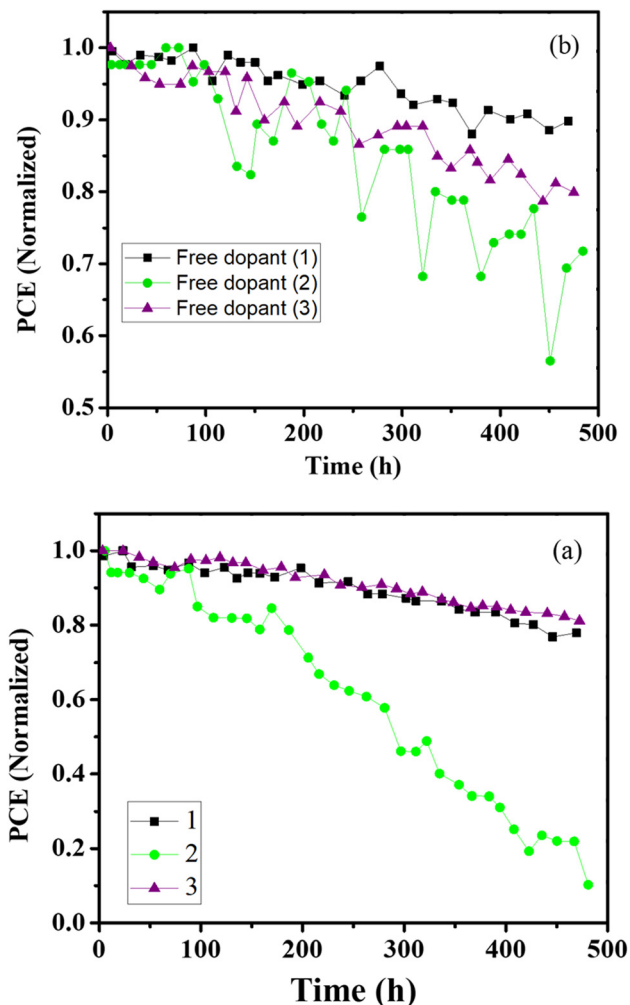 (b)
1.0
0.9
0.8
0.7
0.6
0.5
PCE (Normalized)
Free dopant (1)
Free dopant (2)
Free dopant (3)
0 100 200 300 400 500
Time (h)
(a)
1.0
0.8
0.6
0.4
0.2
0.0
PCE (Normalized)
1
2
3
0 100 200 300 400 500
Time (h)